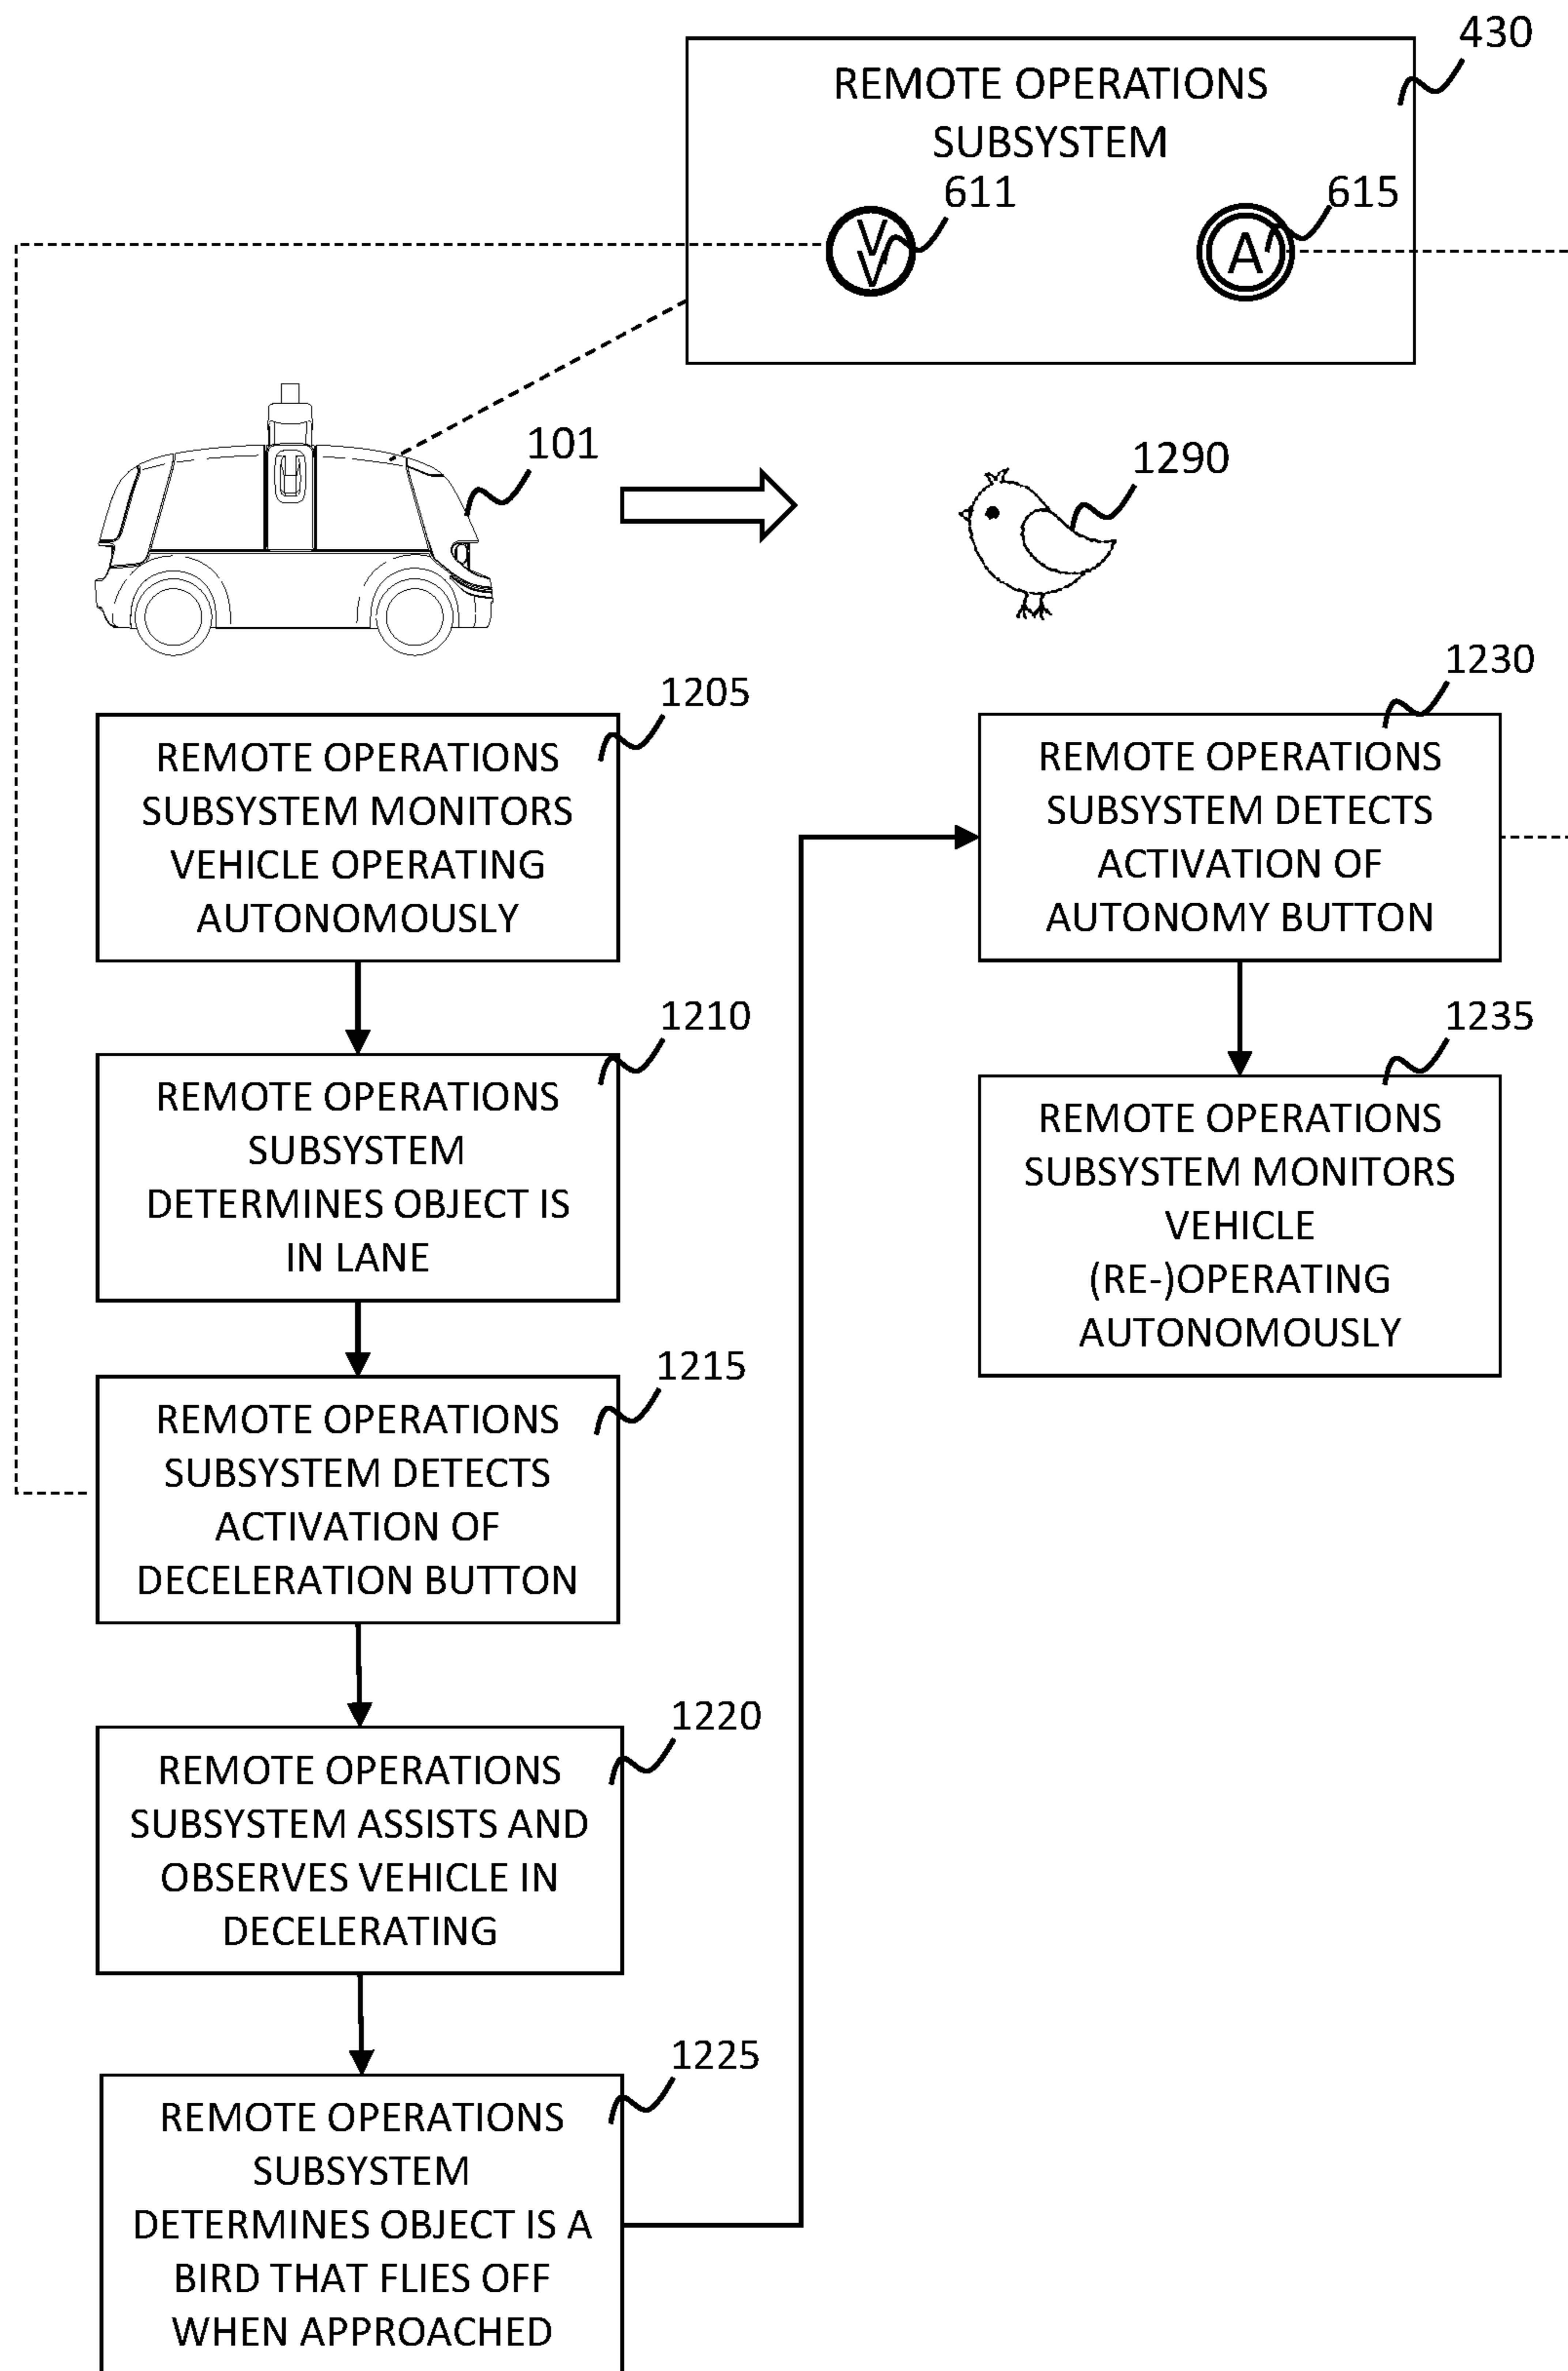 430
REMOTE OPERATIONS
SUBSYSTEM
611
615
V
V
A
101
1290
1205
REMOTE OPERATIONS
SUBSYSTEM MONITORS
VEHICLE OPERATING
AUTONOMOUSLY
1210
REMOTE OPERATIONS
SUBSYSTEM
DETERMINES OBJECT IS
IN LANE
1215
REMOTE OPERATIONS
SUBSYSTEM DETECTS
ACTIVATION OF
DECELERATION BUTTON
1220
REMOTE OPERATIONS
SUBSYSTEM ASSISTS AND
OBSERVES VEHICLE IN
DECELERATING
1225
REMOTE OPERATIONS
SUBSYSTEM
DETERMINES OBJECT IS A
BIRD THAT FLIES OFF
WHEN APPROACHED
1230
REMOTE OPERATIONS
SUBSYSTEM DETECTS
ACTIVATION OF
AUTONOMY BUTTON
1235
REMOTE OPERATIONS
SUBSYSTEM MONITORS
VEHICLE
(RE-)OPERATING
AUTONOMOUSLY